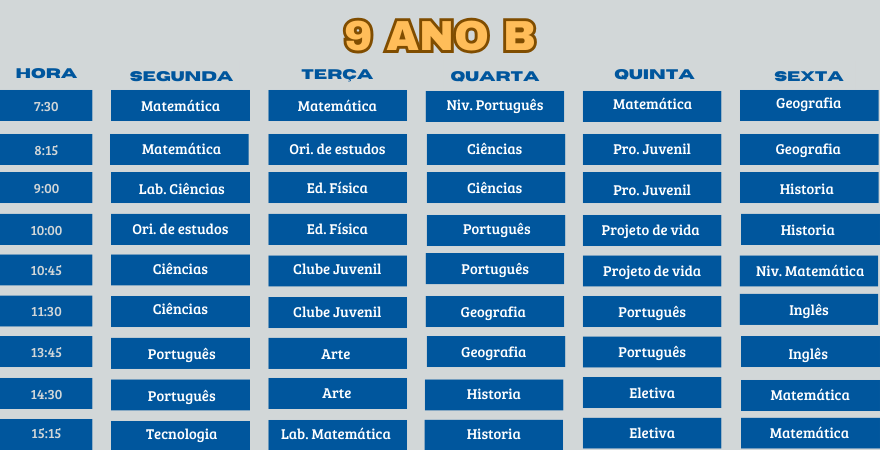 9 ANO B
HORA SEGUNDA TERÇA QUARTA QUINTA SEXTA
7:30 Matemática Matemática Niv. Português Matemática Geografia
8:15 Matemática Ori. de estudos Ciências Pro. Juvenil Geografia
9:00 Lab. Ciências Ed. Física Ciências Pro. Juvenil Historia
10:00 Ori. de estudos Ed. Física Português Projeto de vida Historia
10:45 Ciências Clube Juvenil Português Projeto de vida Niv. Matemática
11:30 Ciências Clube Juvenil Geografia Português Inglês
13:45 Português Arte Geografia Português Inglês
14:30 Português Arte Historia Eletiva Matemática
15:15 Tecnologia Lab. Matemática Historia Eletiva Matemática